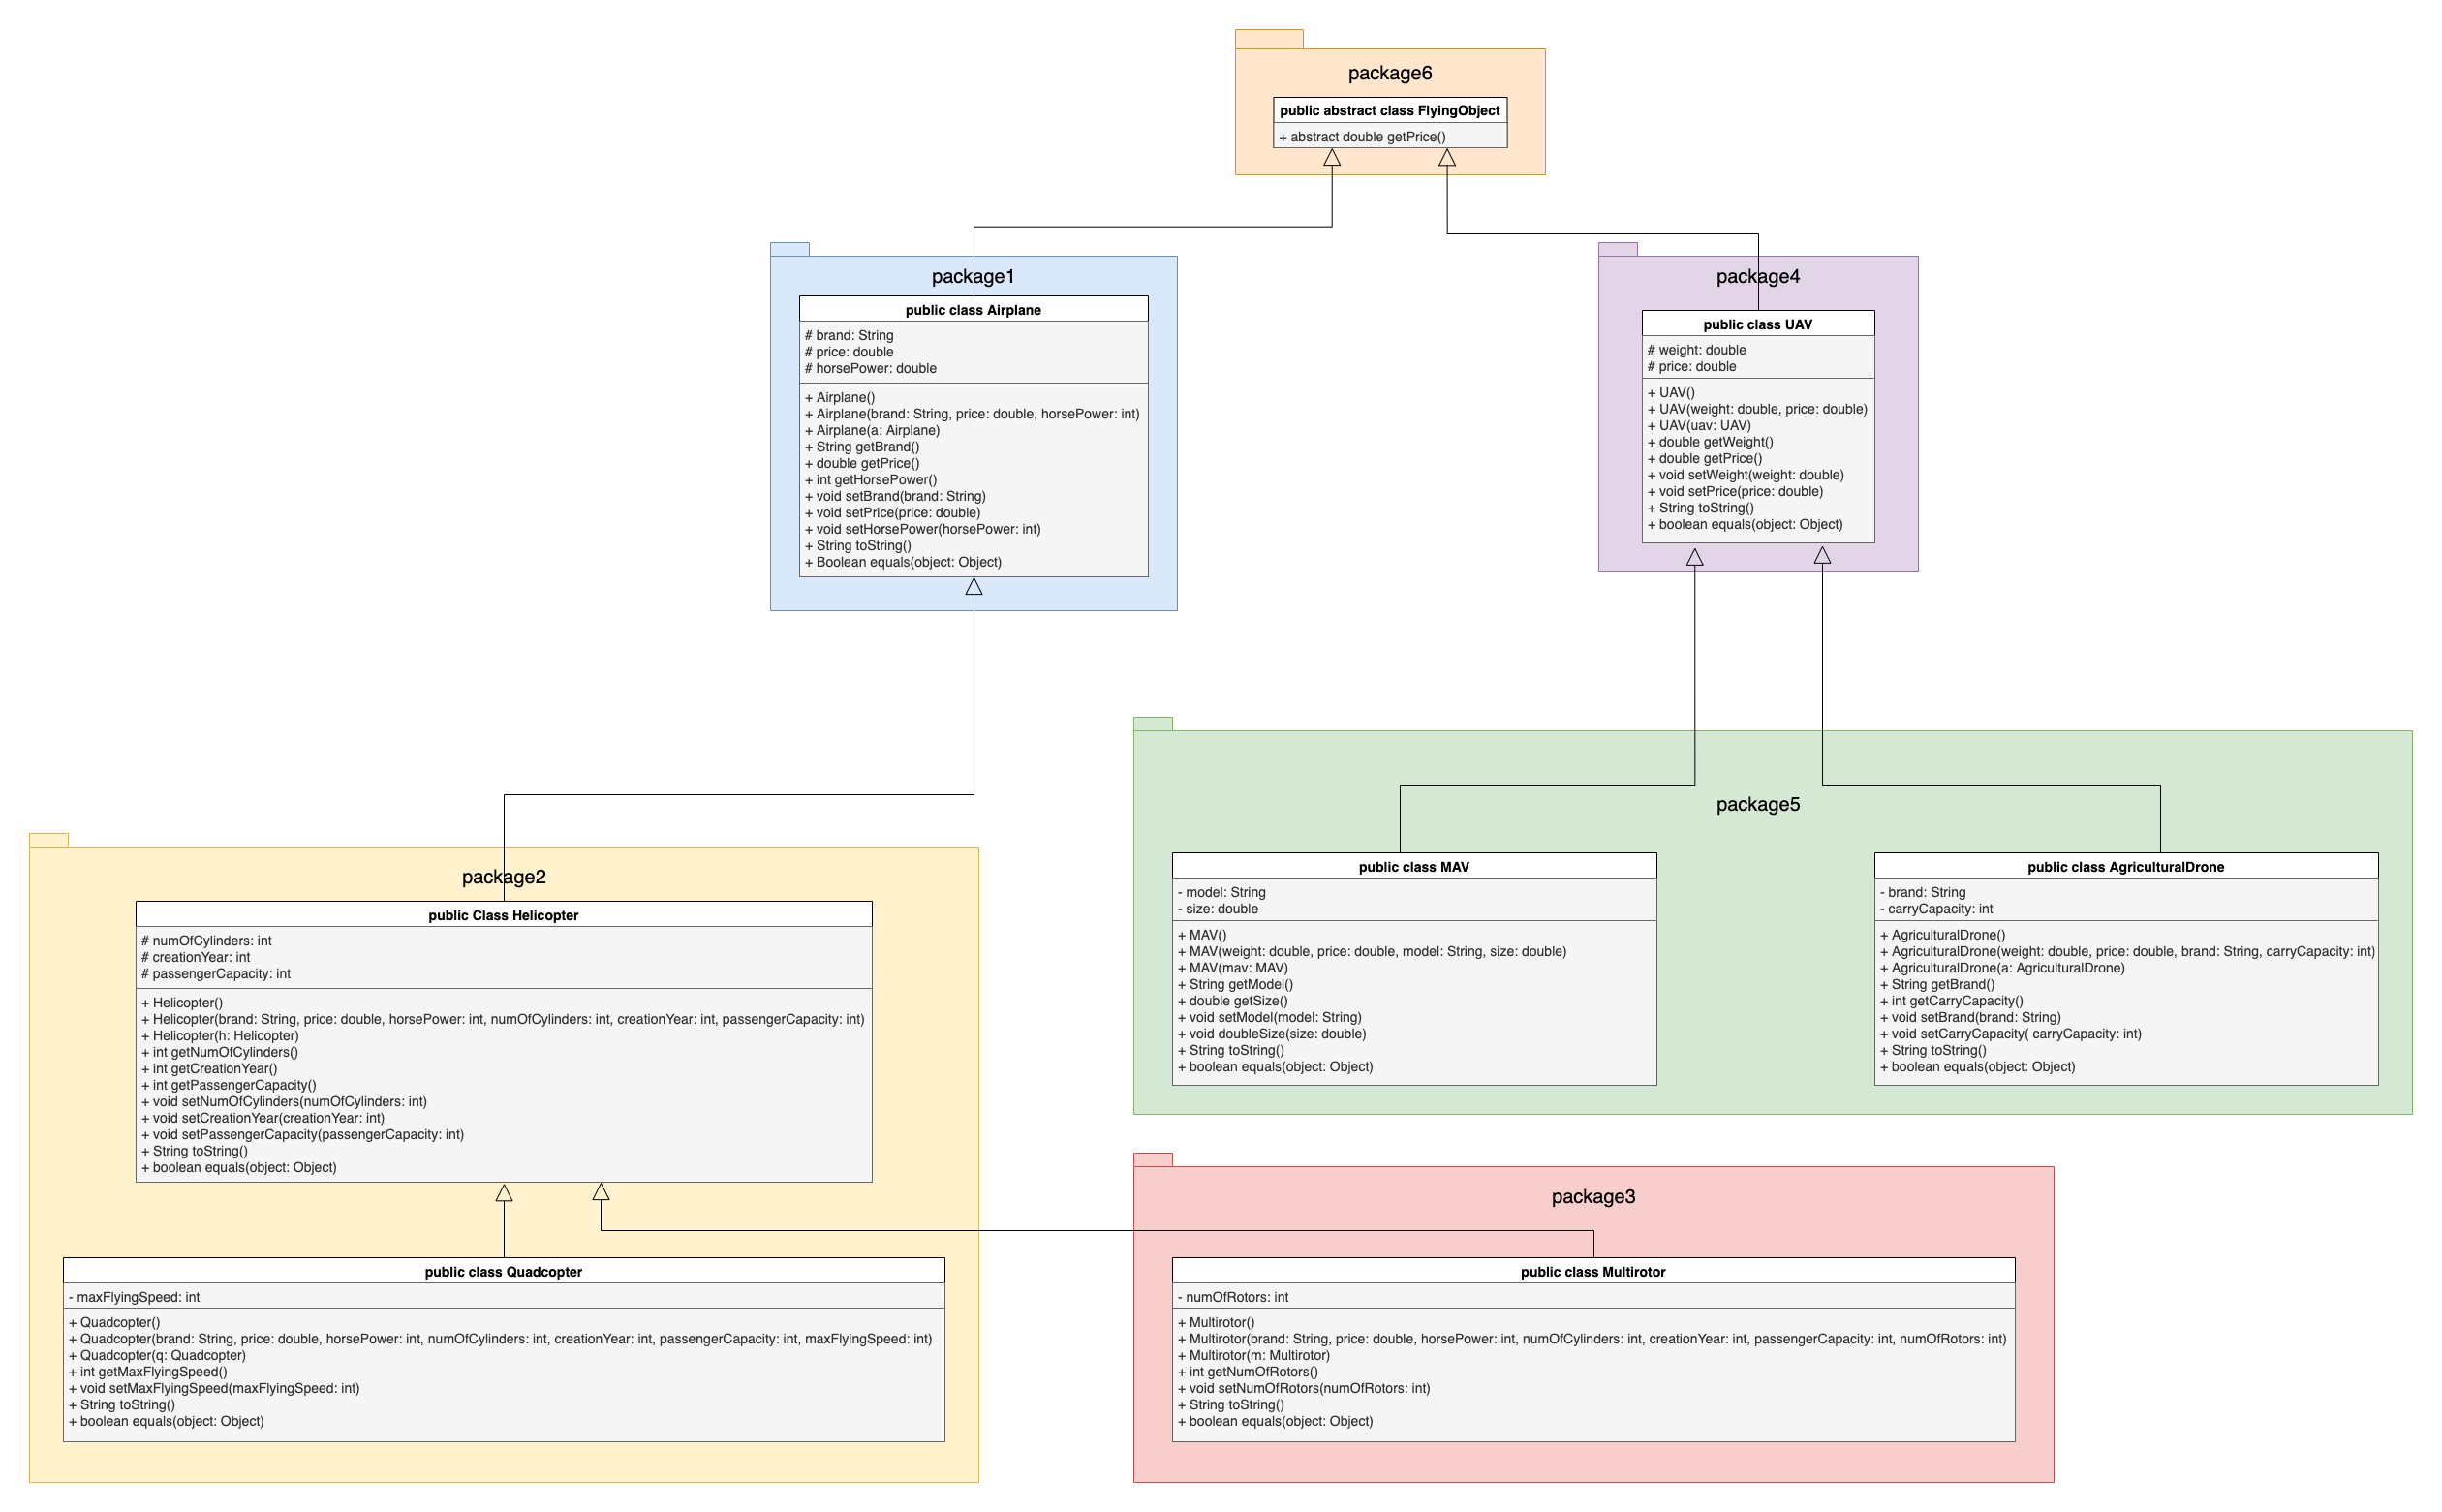 package6
public abstract class FlyingObject
+ abstract double getPrice()
package1
public class Airplane
# brand: String
# price: double
# horsePower: double
+ Airplane()
+ Airplane(brand: String, price: double, horsePower: int)
+ Airplane(a: Airplane)
+ String getBrand()
+ double getPrice()
+ int getHorsePower()
+ void setBrand(brand: String)
+ void setPrice(price: double)
+ void setHorsePower(horsePower: int)
+ String toString()
+ Boolean equals(object: Object)
package4
public class UAV
# weight: double
# price: double
+ UAV()
+ UAV(weight: double, price: double)
+ UAV(uav: UAV)
+ double getWeight()
+ double getPrice()
+ void setWeight(weight: double)
+ void setPrice(price: double)
+ String toString()
+ boolean equals(object: Object)
package5
public class MAV
- model: String
- size: double
+ MAV()
+ MAV(weight: double, price: double, model: String, size: double)
+ MAV(mav: MAV)
+ String getModel()
+ double getSize()
+ void setModel(model: String)
+ void doubleSize(size: double)
+ String toString()
+ boolean equals(object: Object)
public class AgriculturalDrone
- brand: String
- carryCapacity: int
+ AgriculturalDrone()
+ AgriculturalDrone(weight: double, price: double, brand: String, carryCapacity: int)
+ AgriculturalDrone(a: AgriculturalDrone)
+ String getBrand()
+ int getCarryCapacity()
+ void setBrand(brand: String)
+ void setCarryCapacity( carryCapacity: int)
+ String toString()
+ boolean equals(object: Object)
package2
public Class Helicopter
# numOfCylinders: int
# creationYear: int
# passengerCapacity: int
+ Helicopter()
+ Helicopter(brand: String, price: double, horsePower: int, numOfCylinders: int, creationYear: int, passengerCapacity: int)
+ Helicopter(h: Helicopter)
+ int getNumOfCylinders()
+ int getCreationYear()
+ int getPassengerCapacity()
+ void setNumOfCylinders(numOfCylinders: int)
+ void setCreationYear(creationYear: int)
+ void setPassengerCapacity(passengerCapacity: int)
+ String toString()
+ boolean equals(object: Object)
public class Quadcopter
- maxFlyingSpeed: int
+ Quadcopter()
+ Quadcopter(brand: String, price: double, horsePower: int, numOfCylinders: int, creationYear: int, passengerCapacity: int, maxFlyingSpeed: int)
+ Quadcopter(q: Quadcopter)
+ int getMaxFlyingSpeed()
+ void setMaxFlyingSpeed(maxFlyingSpeed: int)
+ String toString()
+ boolean equals(object: Object)
package3
public class Multirotor
- numOfRotors: int
+ Multirotor()
+ Multirotor(brand: String, price: double, horsePower: int, numOfCylinders: int, creationYear: int, passengerCapacity: int, numOfRotors: int)
+ Multirotor(m: Multirotor)
+ int getNumOfRotors()
+ void setNumOfRotors(numOfRotors: int)
+ String toString()
+ boolean equals(object: Object)